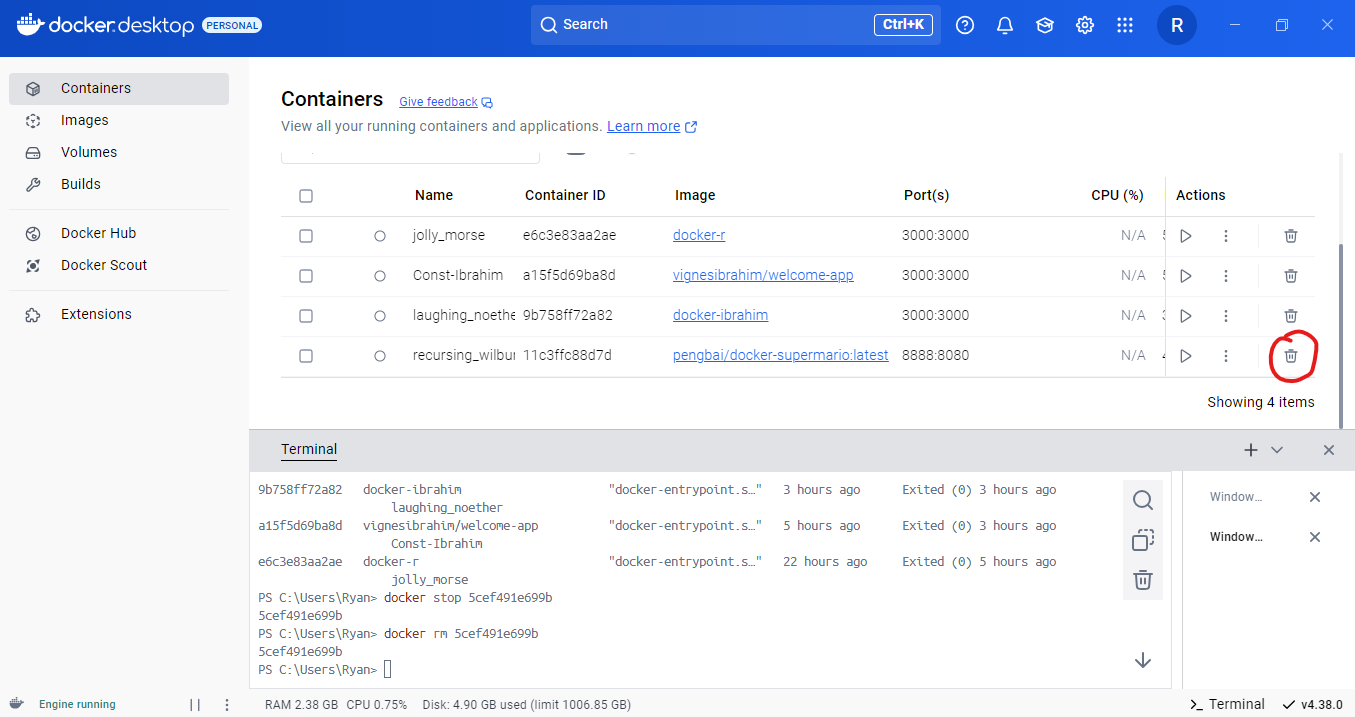 docker.desktop PERSONAL Search Ctrl+K R
Containers
Images
Volumes
Builds
Docker Hub
Docker Scout
Extensions
Containers Give feedback
View all your running containers and applications. Learn more
Name Container ID Image Port(s) CPU (%) Actions
jolly_morse e6c3e83aa2ae docker-r 3000:3000 N/A
Const-Ibrahim a15f5d69ba8d vignesibrahim/welcome-app 3000:3000 N/A
laughing_noethe 9b758ff72a82 docker-ibrahim 3000:3000 N/A
recursing_wilbur 11c3ffc88d7d pengbai/docker-supermario:latest 8888:8080 N/A
Showing 4 items
Terminal
9b758ff72a82 docker-ibrahim "docker-entrypoint.s…" 3 hours ago Exited (0) 3 hours ago
laughing_noether
a15f5d69ba8d vignesibrahim/welcome-app "docker-entrypoint.s…" 5 hours ago Exited (0) 3 hours ago
Const-Ibrahim
e6c3e83aa2ae docker-r "docker-entrypoint.s…" 22 hours ago Exited (0) 5 hours ago
jolly_morse
PS C:\Users\Ryan> docker stop 5cef491e699b
5cef491e699b
PS C:\Users\Ryan> docker rm 5cef491e699b
5cef491e699b
PS C:\Users\Ryan>
Window...
Window...
Engine running RAM 2.38 GB CPU 0.75% Disk: 4.90 GB used (limit 1006.85 GB) Terminal v4.38.0